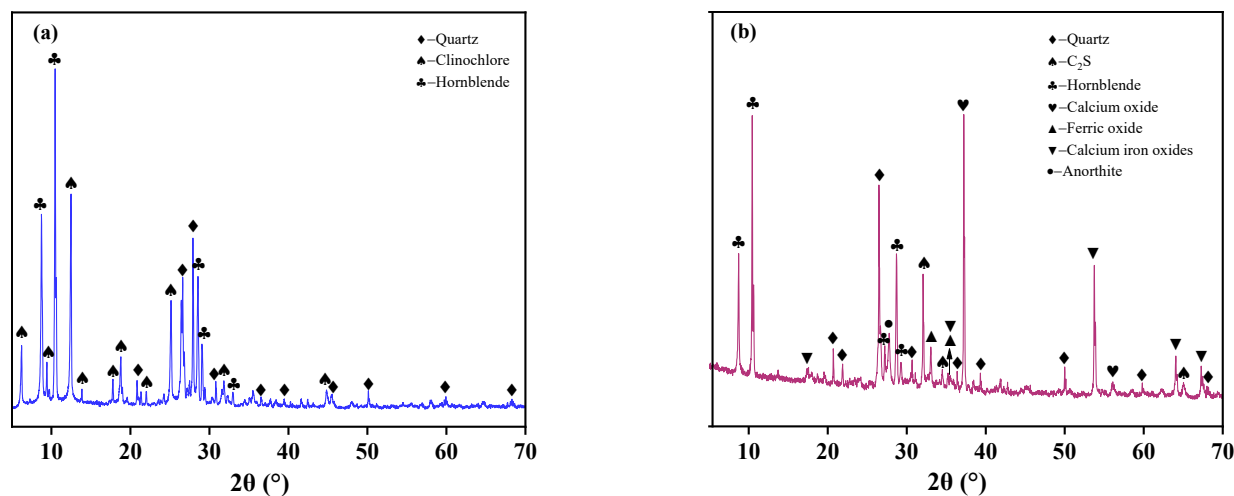 (a)
♦–Quartz
♠–Clinochlore
♣–Hornblende
10 20 30 40 50 60 70
2θ (°)
(b)
♦–Quartz
♠–C₂S
♣–Hornblende
♥–Calcium oxide
▲–Ferric oxide
▼–Calcium iron oxides
●–Anorthite
10 20 30 40 50 60 70
2θ (°)